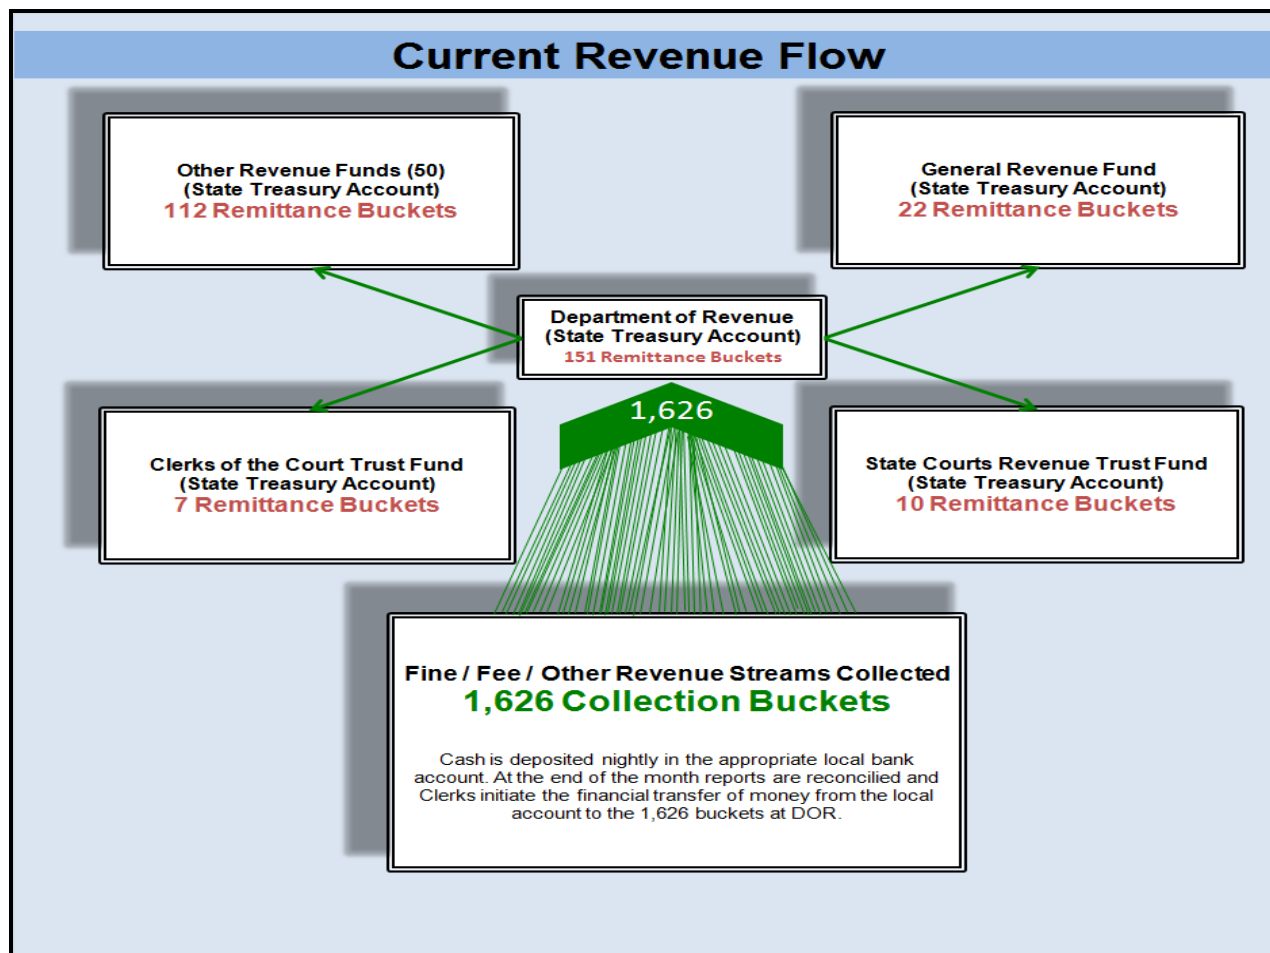 Current Revenue Flow
Other Revenue Funds (50)
(State Treasury Account)
112 Remittance Buckets
General Revenue Fund
(State Treasury Account)
22 Remittance Buckets
Department of Revenue
(State Treasury Account)
151 Remittance Buckets
1,626
Clerks of the Court Trust Fund
(State Treasury Account)
7 Remittance Buckets
State Courts Revenue Trust Fund
(State Treasury Account)
10 Remittance Buckets
Fine / Fee / Other Revenue Streams Collected
1,626 Collection Buckets
Cash is deposited nightly in the appropriate local bank
account. At the end of the month reports are reconcilied and
Clerks initiate the financial transfer of money from the local
account to the 1,626 buckets at DOR.